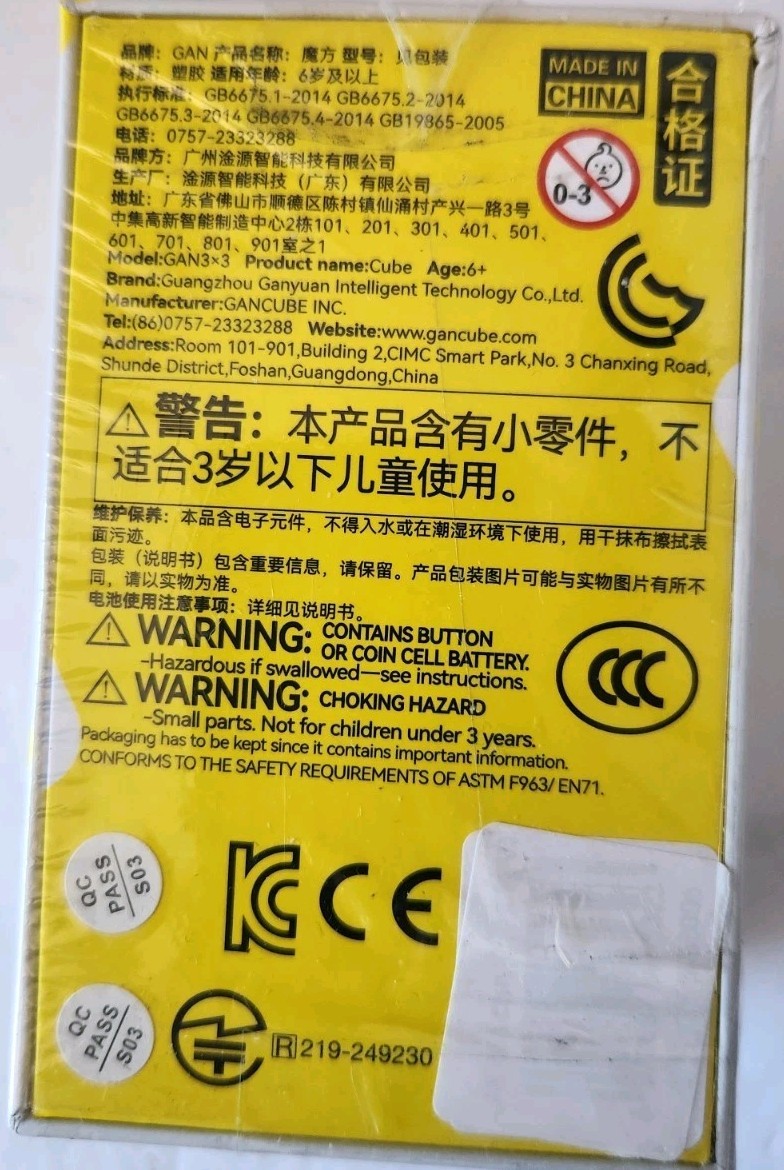 品牌：GAN 产品名称：魔方 型号：见包装
材质：塑胶 适用年龄：6岁及以上
执行标准：GB6675.1-2014 GB6675.2-2014
GB6675.3-2014 GB6675.4-2014 GB19865-2005
电话：0757-23323288
品牌方：广州淦源智能科技有限公司
生产厂：淦源智能科技（广东）有限公司
地址：广东省佛山市顺德区陈村镇仙涌村产兴一路3号
中集高新智能制造中心2栋101、201、301、401、501、
601、701、801、901室之1
MADE IN
CHINA
合格证
0-3
Model:GAN3×3 Product name:Cube Age:6+
Brand:Guangzhou Ganyuan Intelligent Technology Co.,Ltd.
Manufacturer:GANCUBE INC.
Tel:(86)0757-23323288 Website:www.gancube.com
Address:Room 101-901,Building 2,CIMC Smart Park,No. 3 Chanxing Road,
Shunde District,Foshan,Guangdong,China
警告：本产品含有小零件，不
适合3岁以下儿童使用。
维护保养：本品含电子元件，不得入水或在潮湿环境下使用，用干抹布擦拭表
面污迹。
包装（说明书）包含重要信息，请保留。产品包装图片可能与实物图片有所不
同，请以实物为准。
电池使用注意事项：详细见说明书。
WARNING: CONTAINS BUTTON
OR COIN CELL BATTERY.
-Hazardous if swallowed—see instructions.
WARNING: CHOKING HAZARD
-Small parts. Not for children under 3 years.
Packaging has to be kept since it contains important information.
CONFORMS TO THE SAFETY REQUIREMENTS OF ASTM F963/ EN71.
CCC
QC
PASS
S03
KC CE
QC
PASS
S03
R 219-249230